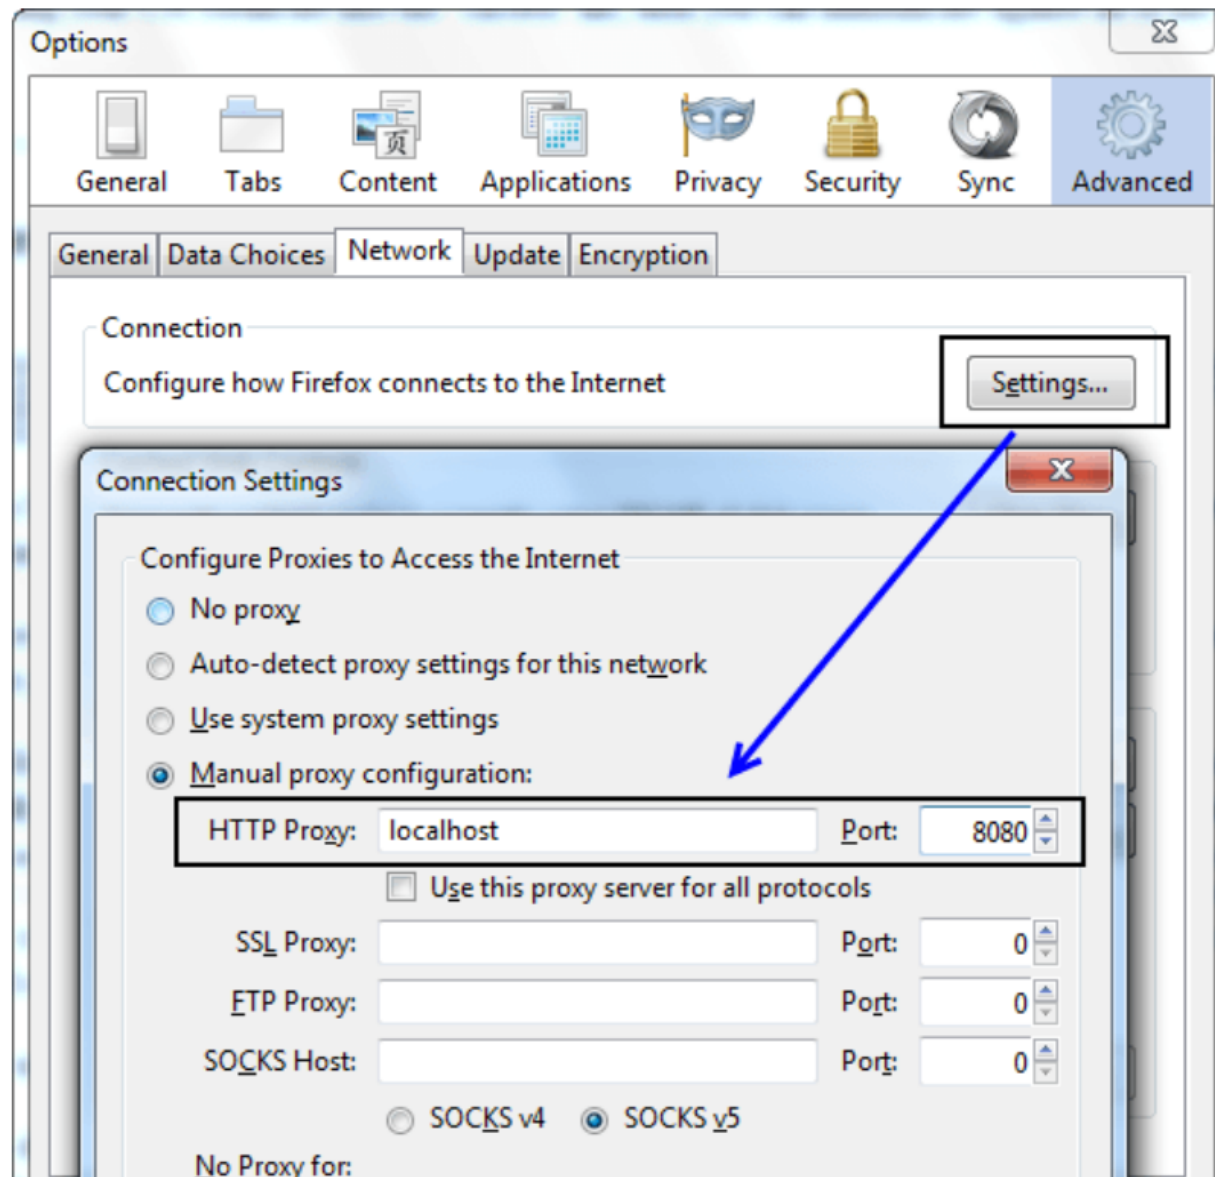 Options
页
General Tabs Content Applications Privacy Security Sync Advanced
General Data Choices Network Update Encryption
Connection
Configure how Firefox connects to the Internet Settings...
Connection Settings
Configure Proxies to Access the Internet
No proxy
Auto-detect proxy settings for this network
Use system proxy settings
Manual proxy configuration:
HTTP Proxy: localhost Port: 8080
Use this proxy server for all protocols
SSL Proxy: Port: 0
FTP Proxy: Port: 0
SOCKS Host: Port: 0
SOCKS v4 SOCKS v5
No Proxy for: